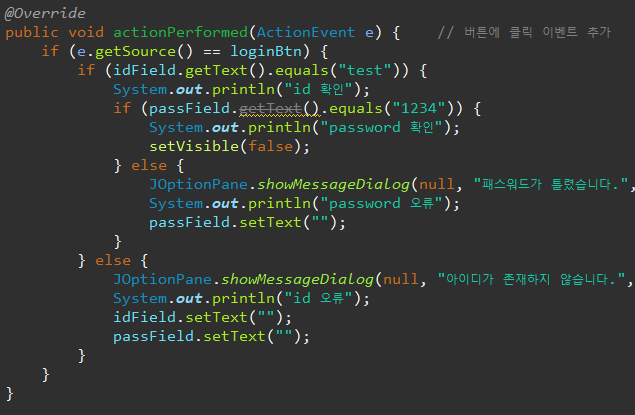 @Override
public void actionPerformed(ActionEvent e) {    // 버튼에 클릭 이벤트 추가
    if (e.getSource() == loginBtn) {
        if (idField.getText().equals("test")) {
            System.out.println("id 확인");
            if (passField.getText().equals("1234")) {
                System.out.println("password 확인");
                setVisible(false);
            } else {
                JOptionPane.showMessageDialog(null, "패스워드가 틀렸습니다.",
                System.out.println("password 오류");
                passField.setText("");
            }
        } else {
            JOptionPane.showMessageDialog(null, "아이디가 존재하지 않습니다.",
            System.out.println("id 오류");
            idField.setText("");
            passField.setText("");
        }
    }
}